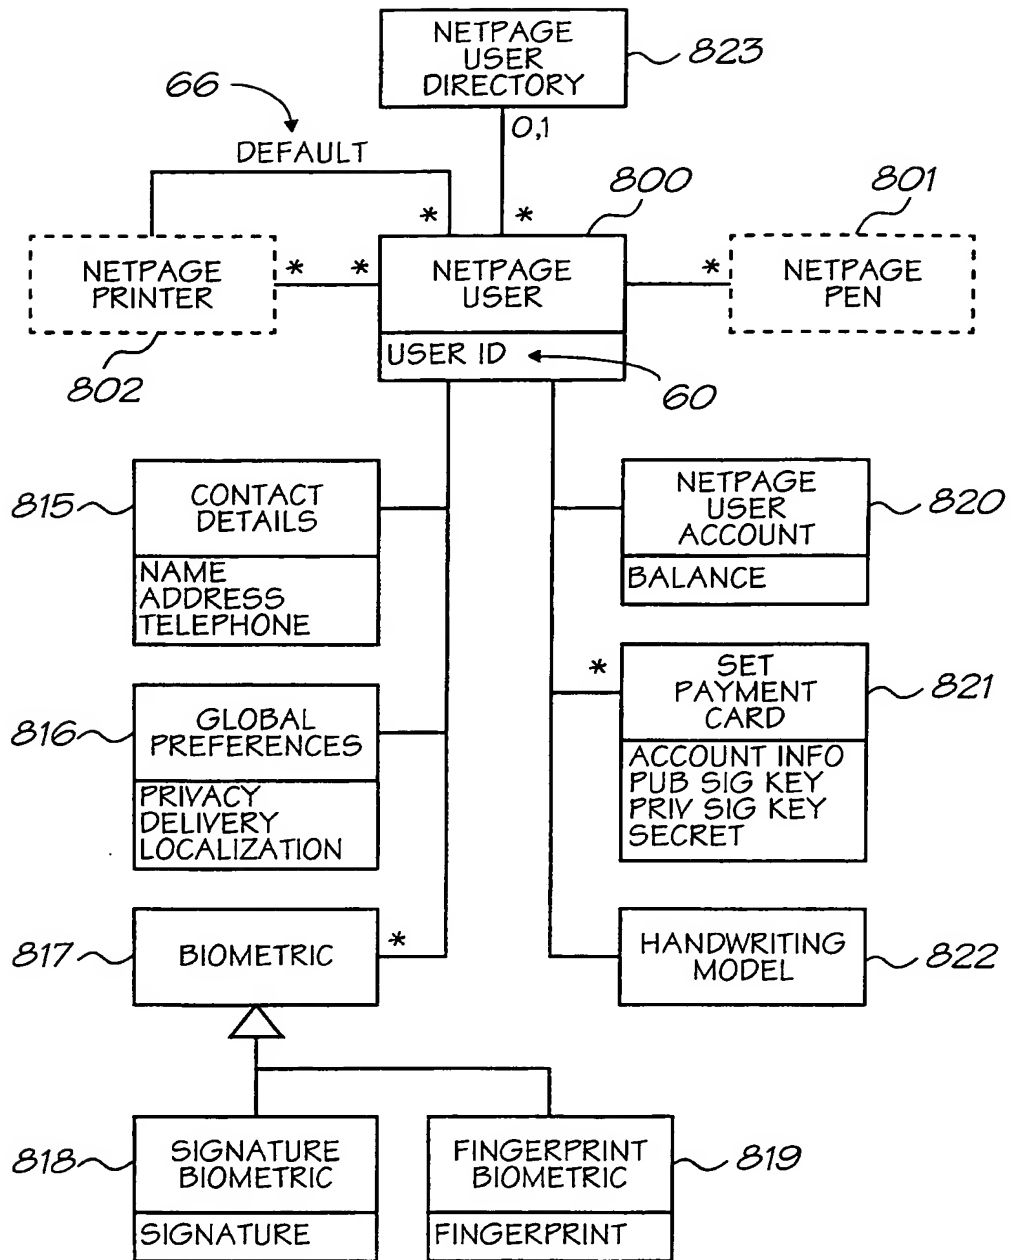 NETPAGE
USER
DIRECTORY
823
66
0,1
DEFAULT
800
801
*
*
NETPAGE
PRINTER
*
*
NETPAGE
USER
*
NETPAGE
PEN
802
USER ID
60
815
CONTACT
DETAILS
NAME
ADDRESS
TELEPHONE
NETPAGE
USER
ACCOUNT
820
BALANCE
816
GLOBAL
PREFERENCES
PRIVACY
DELIVERY
LOCALIZATION
*
SET
PAYMENT
CARD
821
ACCOUNT INFO
PUB SIG KEY
PRIV SIG KEY
SECRET
817
BIOMETRIC
*
HANDWRITING
MODEL
822
818
SIGNATURE
BIOMETRIC
SIGNATURE
FINGERPRINT
BIOMETRIC
819
FINGERPRINT